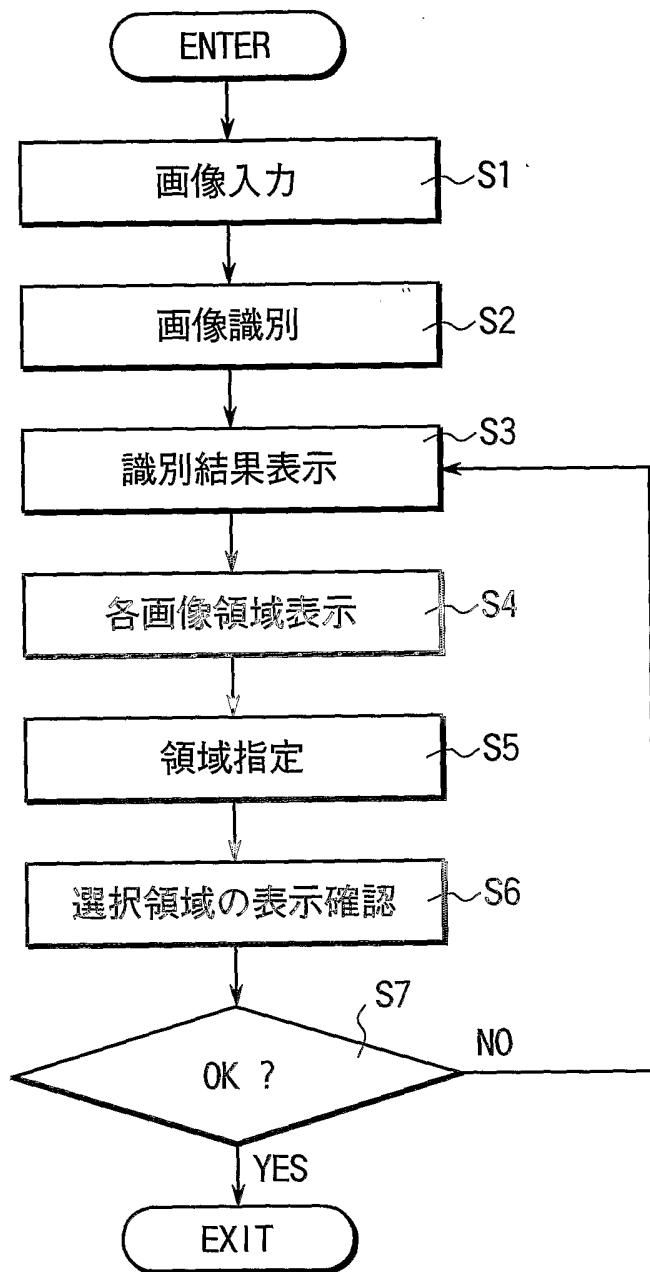 ENTER
画像入力
S1
画像識別
S2
識別結果表示
S3
各画像領域表示
S4
領域指定
S5
選択領域の表示確認
S6
S7
OK ?
NO
YES
EXIT